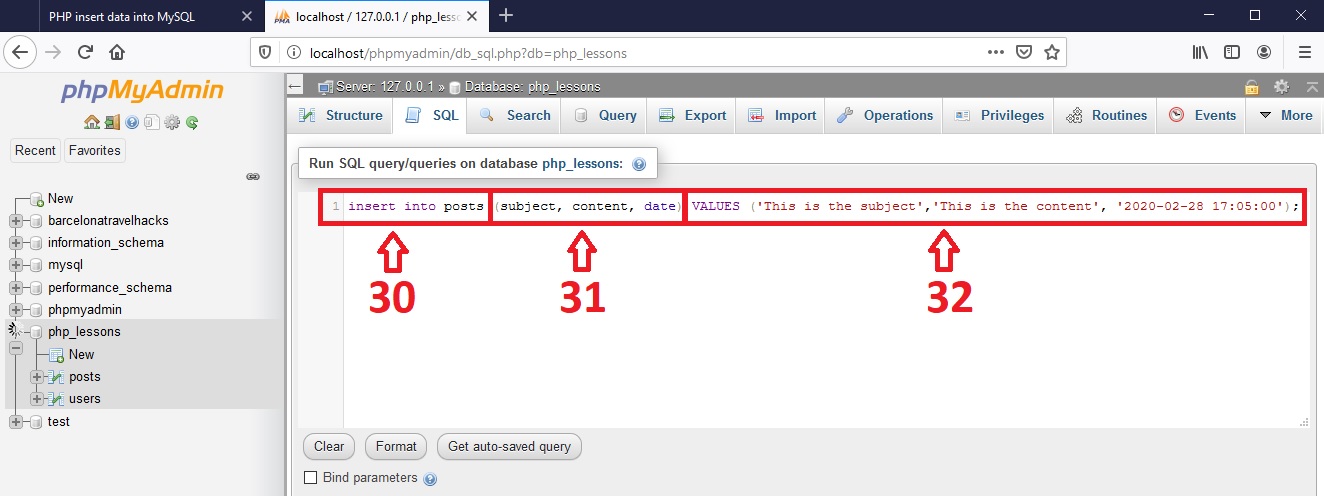 PHP insert data into MySQL
localhost / 127.0.0.1 / php_less
localhost/phpmyadmin/db_sql.php?db=php_lessons
phpMyAdmin
Recent Favorites
New
barcelonatravelhacks
information_schema
mysql
performance_schema
phpmyadmin
php_lessons
New
posts
users
test
Server: 127.0.0.1 » Database: php_lessons
Structure SQL Search Query Export Import Operations Privileges Routines Events More
Run SQL query/queries on database php_lessons:
1 insert into posts (subject, content, date) VALUES ('This is the subject','This is the content', '2020-02-28 17:05:00');
30 31 32
Clear Format Get auto-saved query
Bind parameters